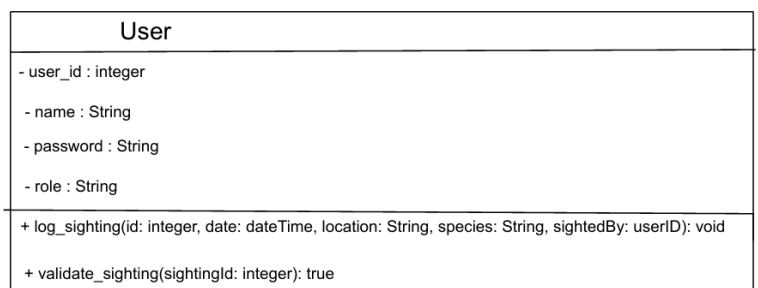 User
- user_id : integer
- name : String
- password : String
- role : String
+ log_sighting(id: integer, date: dateTime, location: String, species: String, sightedBy: userID): void
+ validate_sighting(sightingId: integer): true